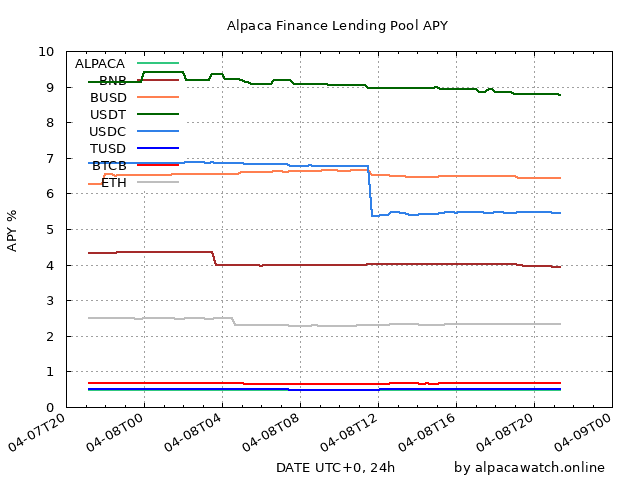 Alpaca Finance Lending Pool APY
10
9
8
7
6
5
4
3
2
1
0
APY %
ALPACA
BNB
BUSD
USDT
USDC
TUSD
BTCB
ETH
04-07T20
04-08T00
04-08T04
04-08T08
04-08T12
04-08T16
04-08T20
04-09T00
DATE UTC+0, 24h
by alpacawatch.online